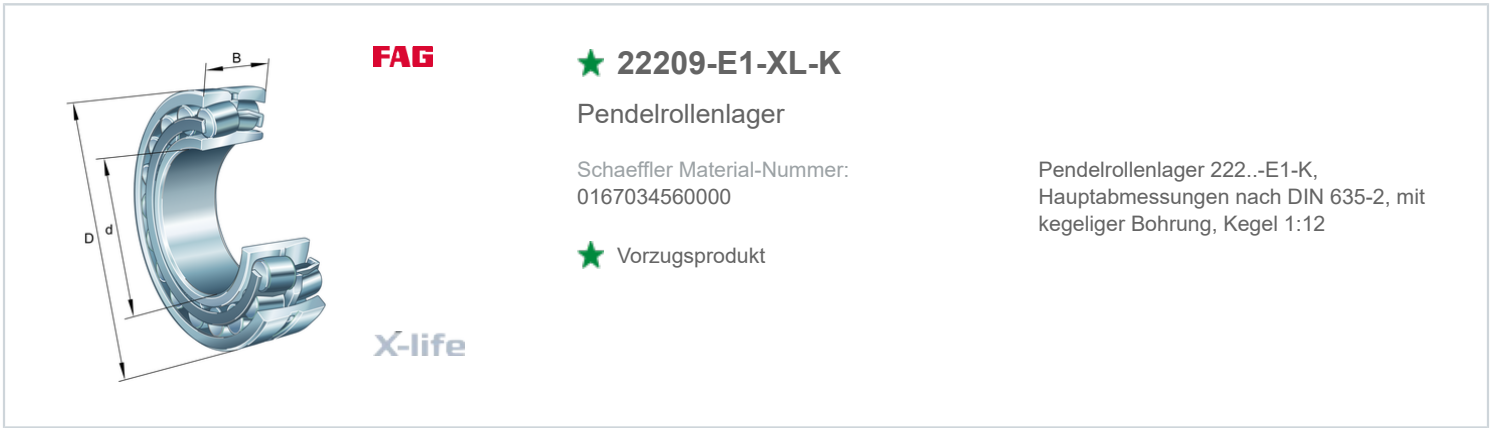 B
D
d
FAG
X-life
22209-E1-XL-K
Pendelrollenlager
Schaeffler Material-Nummer:
0167034560000
Vorzugsprodukt
Pendelrollenlager 222..-E1-K,
Hauptabmessungen nach DIN 635-2, mit
kegeliger Bohrung, Kegel 1:12